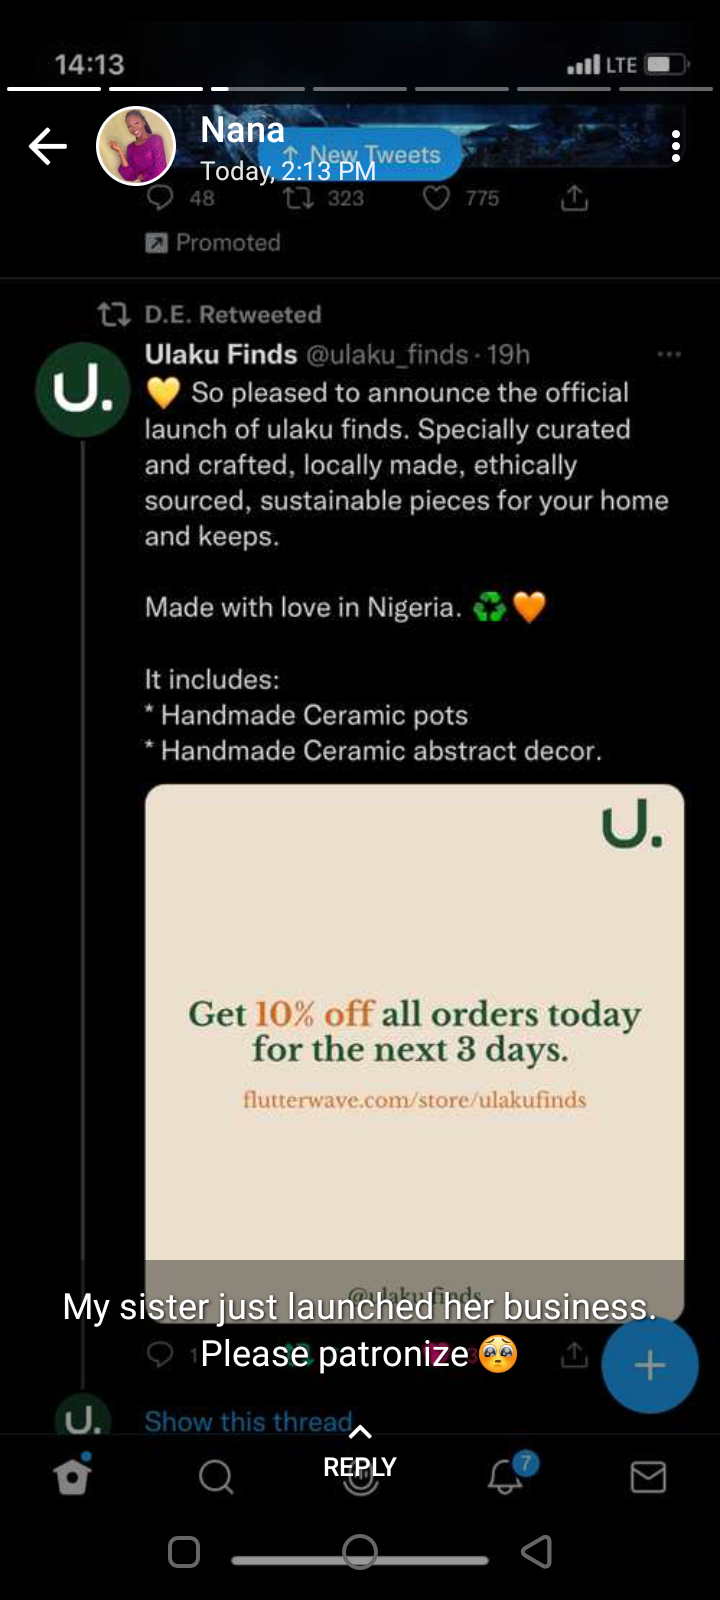 14:13
LTE
Nana
↑ New Tweets
Today, 2:13 PM
48 323 775
Promoted
D.E. Retweeted
U. Ulaku Finds @ulaku_finds · 19h
💛 So pleased to announce the official
launch of ulaku finds. Specially curated
and crafted, locally made, ethically
sourced, sustainable pieces for your home
and keeps.
Made with love in Nigeria. ♻️🧡
It includes:
* Handmade Ceramic pots
* Handmade Ceramic abstract decor.
U.
Get 10% off all orders today
for the next 3 days.
flutterwave.com/store/ulakufinds
@ulaku_finds
My sister just launched her business.
Please patronize🥺
U. Show this thread
REPLY
7